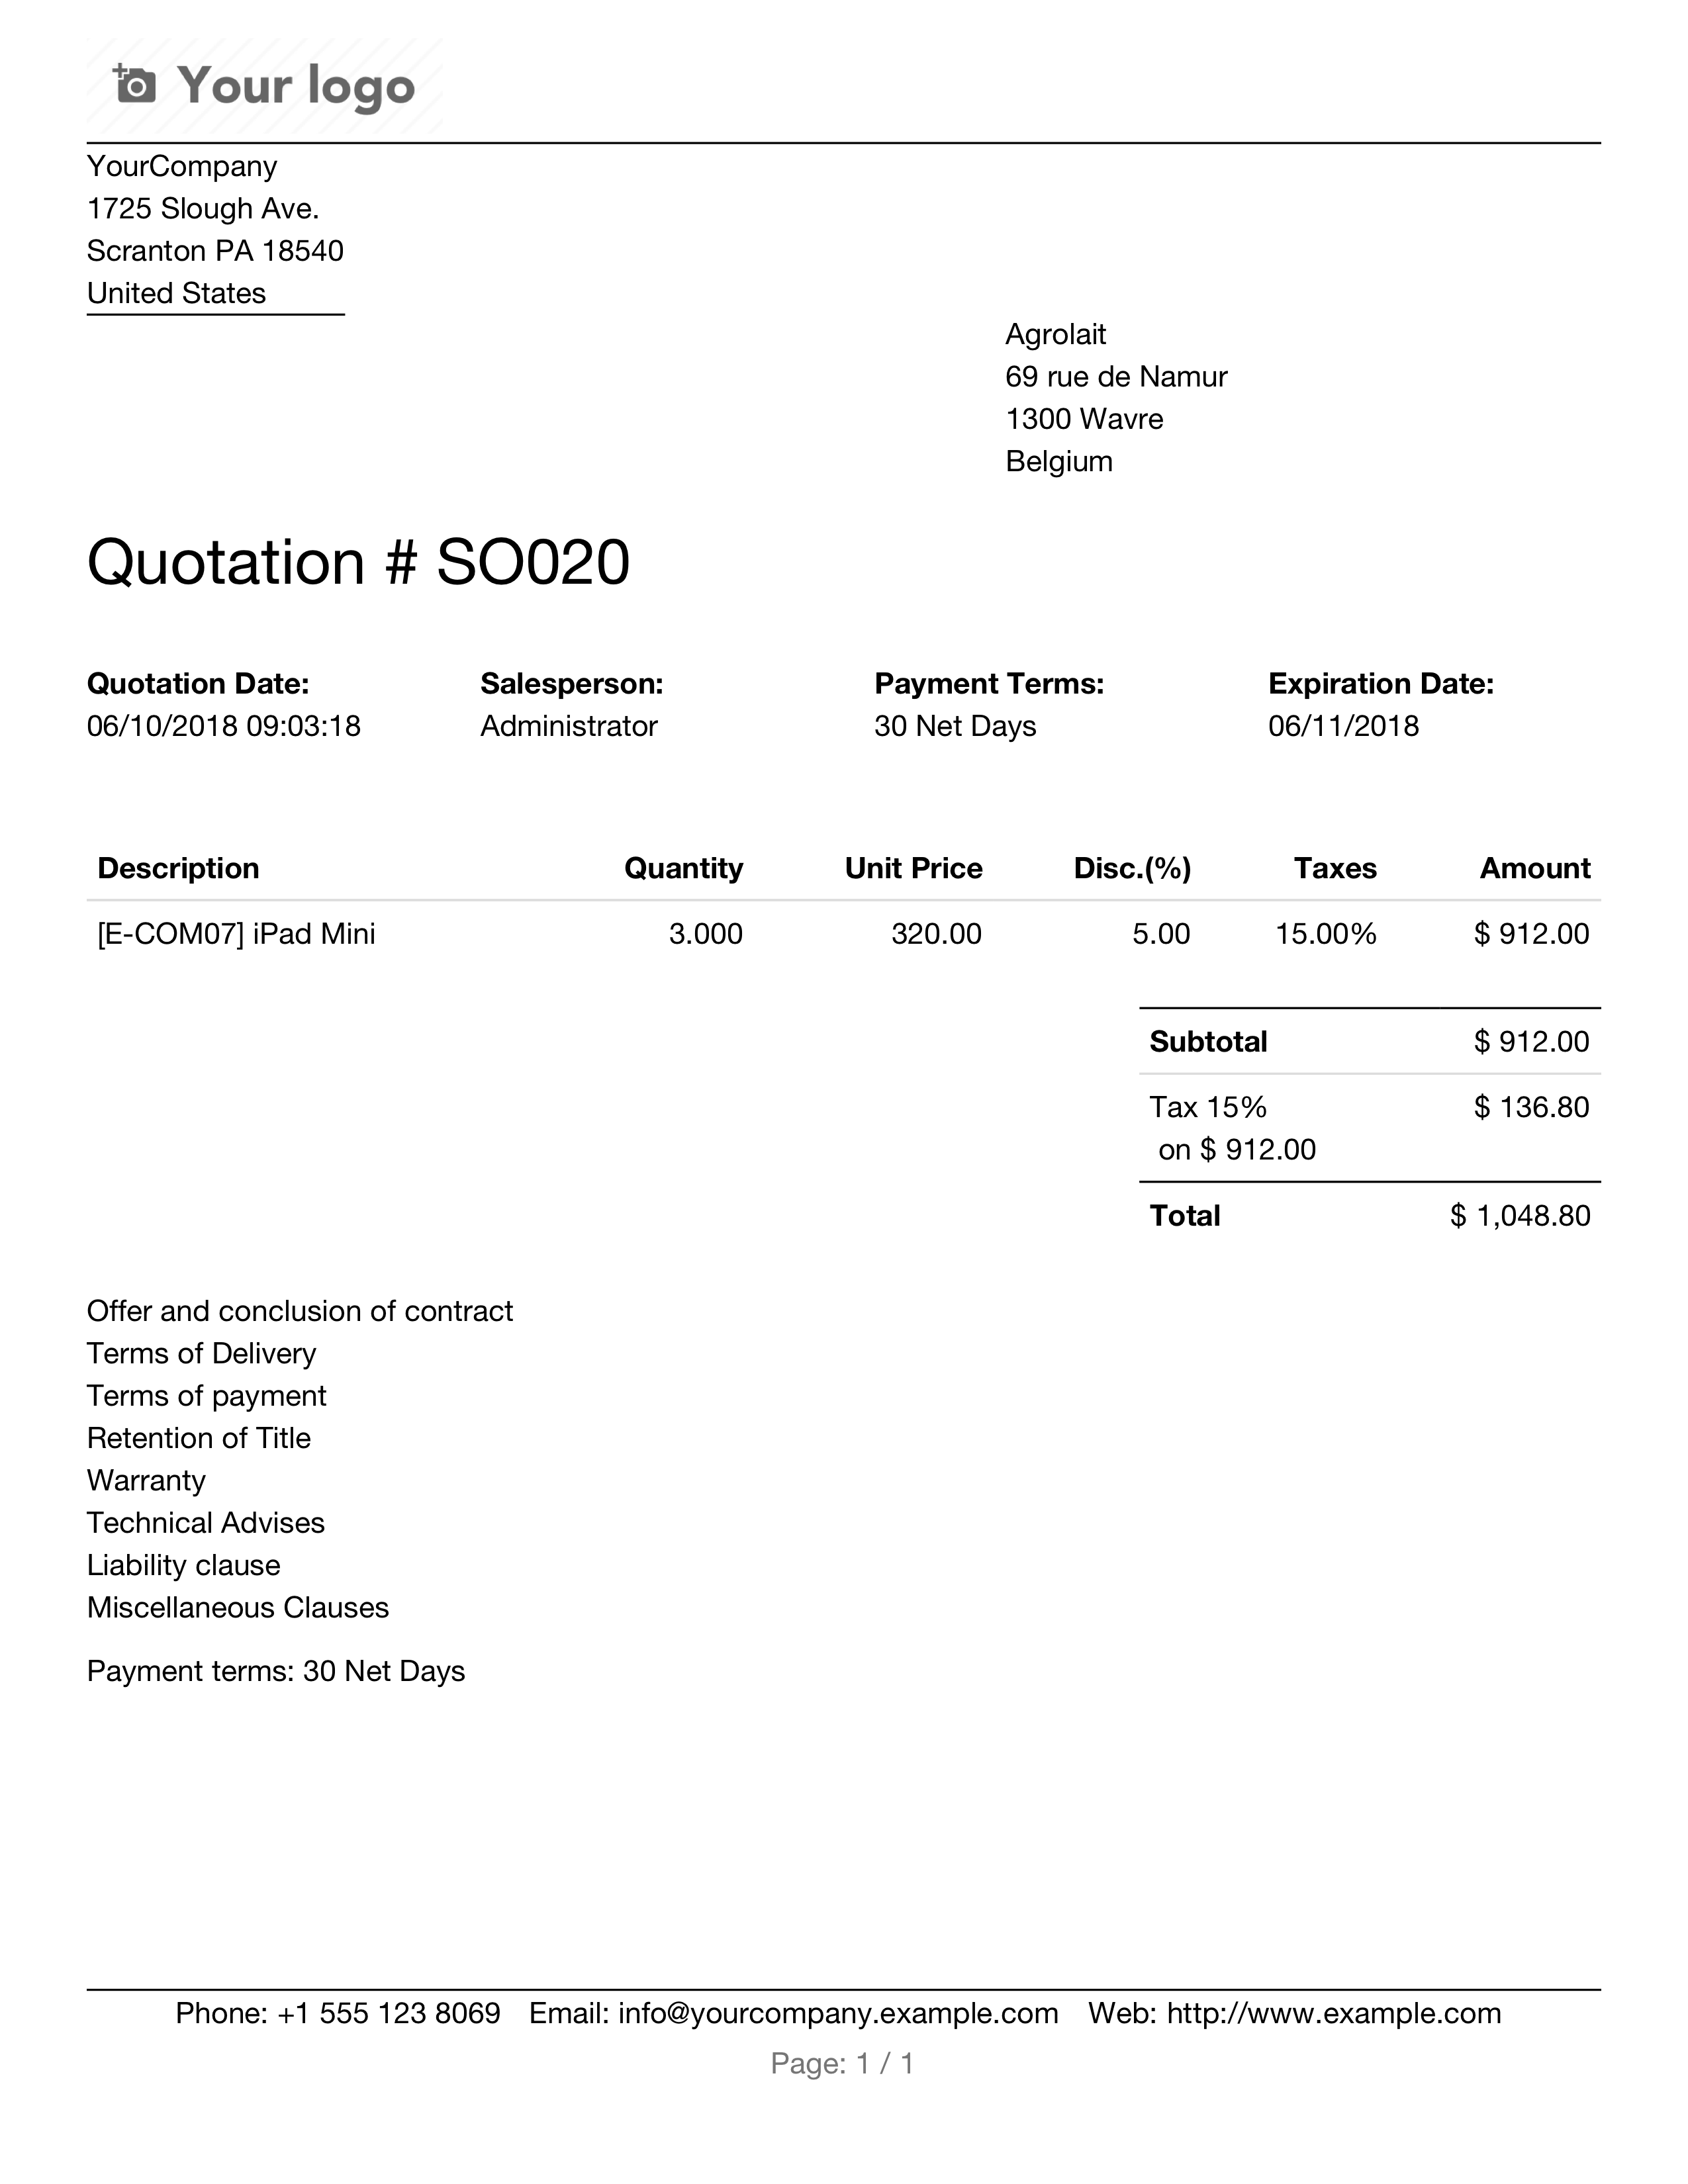 Your logo
YourCompany
1725 Slough Ave.
Scranton PA 18540
United States
Agrolait
69 rue de Namur
1300 Wavre
Belgium
Quotation # SO020
Quotation Date: Salesperson: Payment Terms: Expiration Date:
06/10/2018 09:03:18 Administrator 30 Net Days 06/11/2018
Description Quantity Unit Price Disc.(%) Taxes Amount
[E-COM07] iPad Mini 3.000 320.00 5.00 15.00% $ 912.00
Subtotal $ 912.00
Tax 15% $ 136.80
on $ 912.00
Total $ 1,048.80
Offer and conclusion of contract
Terms of Delivery
Terms of payment
Retention of Title
Warranty
Technical Advises
Liability clause
Miscellaneous Clauses
Payment terms: 30 Net Days
Phone: +1 555 123 8069 Email: info@yourcompany.example.com Web: http://www.example.com
Page: 1 / 1